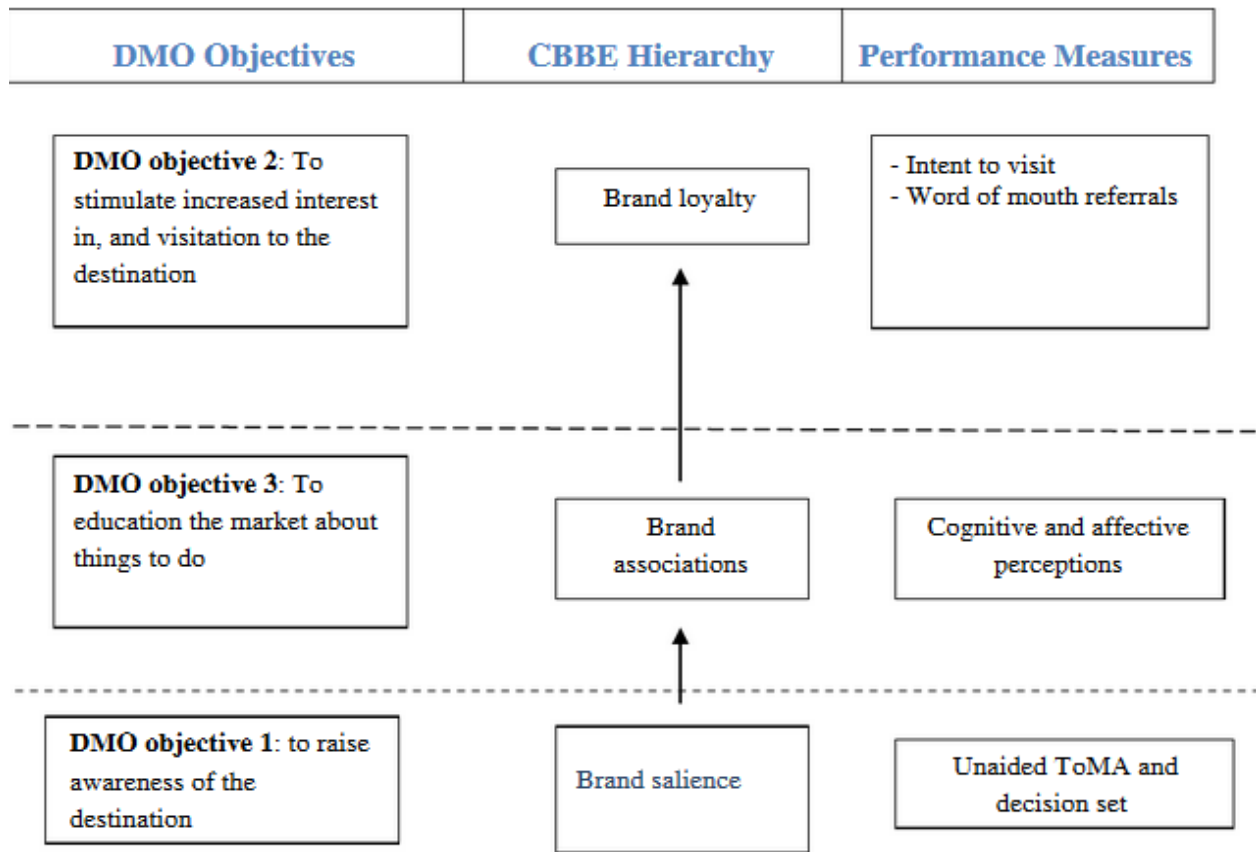 DMO Objectives
CBBE Hierarchy
Performance Measures
DMO objective 2: To
stimulate increased interest
in, and visitation to the
destination
Brand loyalty
- Intent to visit
- Word of mouth referrals
DMO objective 3: To
education the market about
things to do
Brand
associations
Cognitive and affective
perceptions
DMO objective 1: to raise
awareness of the
destination
Brand salience
Unaided ToMA and
decision set